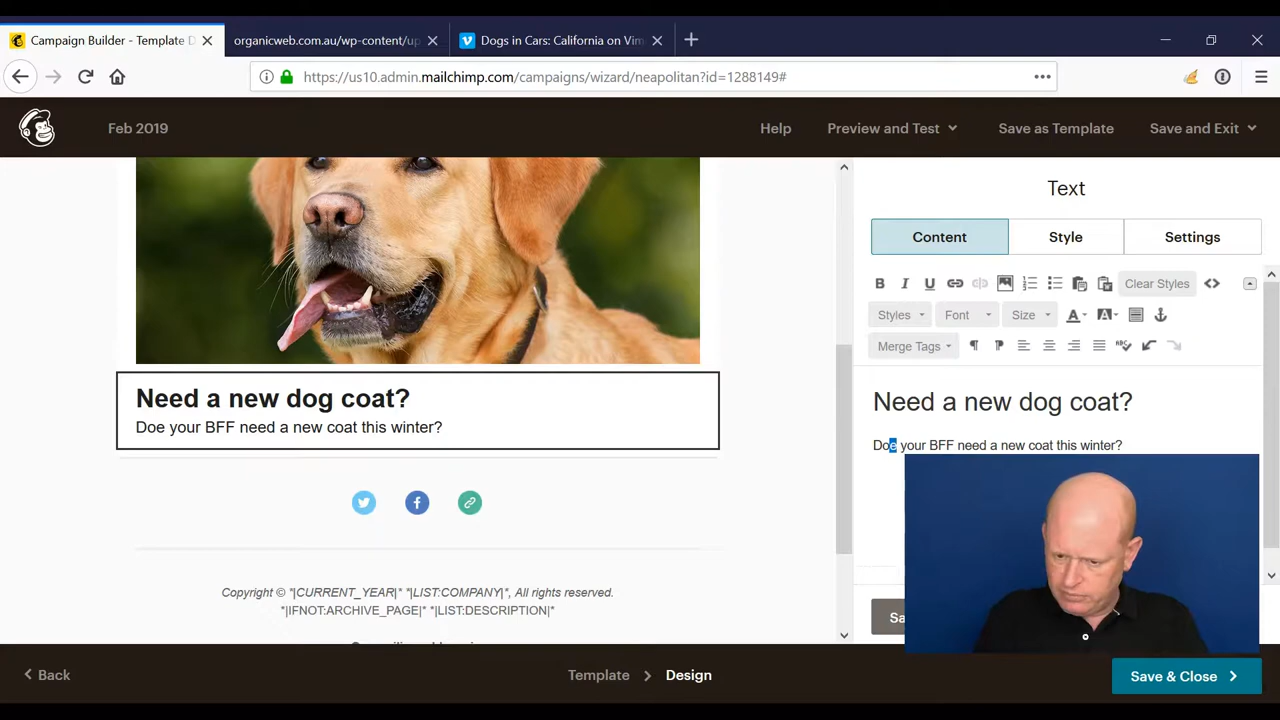 Campaign Builder - Template D
organicweb.com.au/wp-content/up
Dogs in Cars: California on Vim
https://us10.admin.mailchimp.com/campaigns/wizard/neapolitan?id=1288149#
Feb 2019
Help
Preview and Test
Save as Template
Save and Exit
Text
Content
Style
Settings
B I U
Clear Styles
Styles
Font
Size
A
A
Merge Tags
ABC
Need a new dog coat?
Doe your BFF need a new coat this winter?
Need a new dog coat?
Doe your BFF need a new coat this winter?
Copyright © *|CURRENT_YEAR|* *|LIST:COMPANY|*, All rights reserved.
*|IFNOT:ARCHIVE_PAGE|* *|LIST:DESCRIPTION|*
Sa
Back
Template
Design
Save & Close